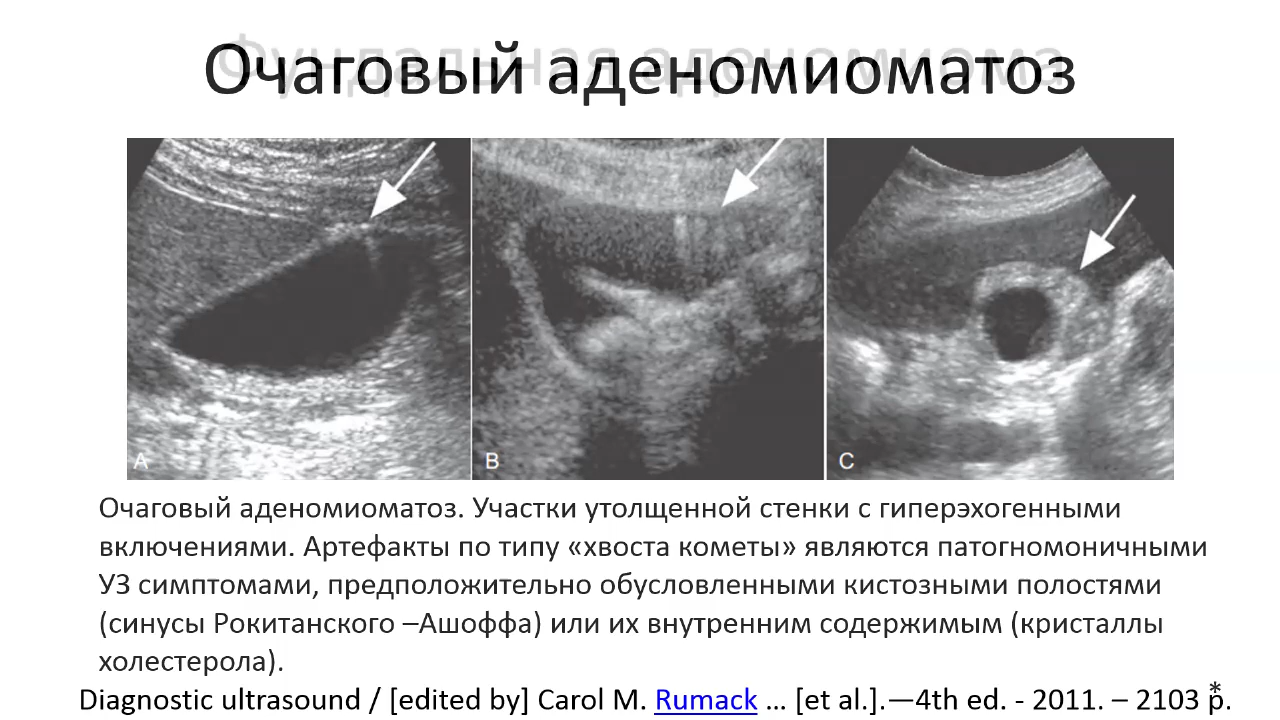 Фундальная аденомиома
Очаговый аденомиоматоз
A
B
C
Очаговый аденомиоматоз. Участки утолщенной стенки с гиперэхогенными
включениями. Артефакты по типу «хвоста кометы» являются патогномоничными
УЗ симптомами, предположительно обусловленными кистозными полостями
(синусы Рокитанского –Ашоффа) или их внутренним содержимым (кристаллы
холестерола).
Diagnostic ultrasound / [edited by] Carol M. Rumack ... [et al.].—4th ed. - 2011. – 2103 p.
*